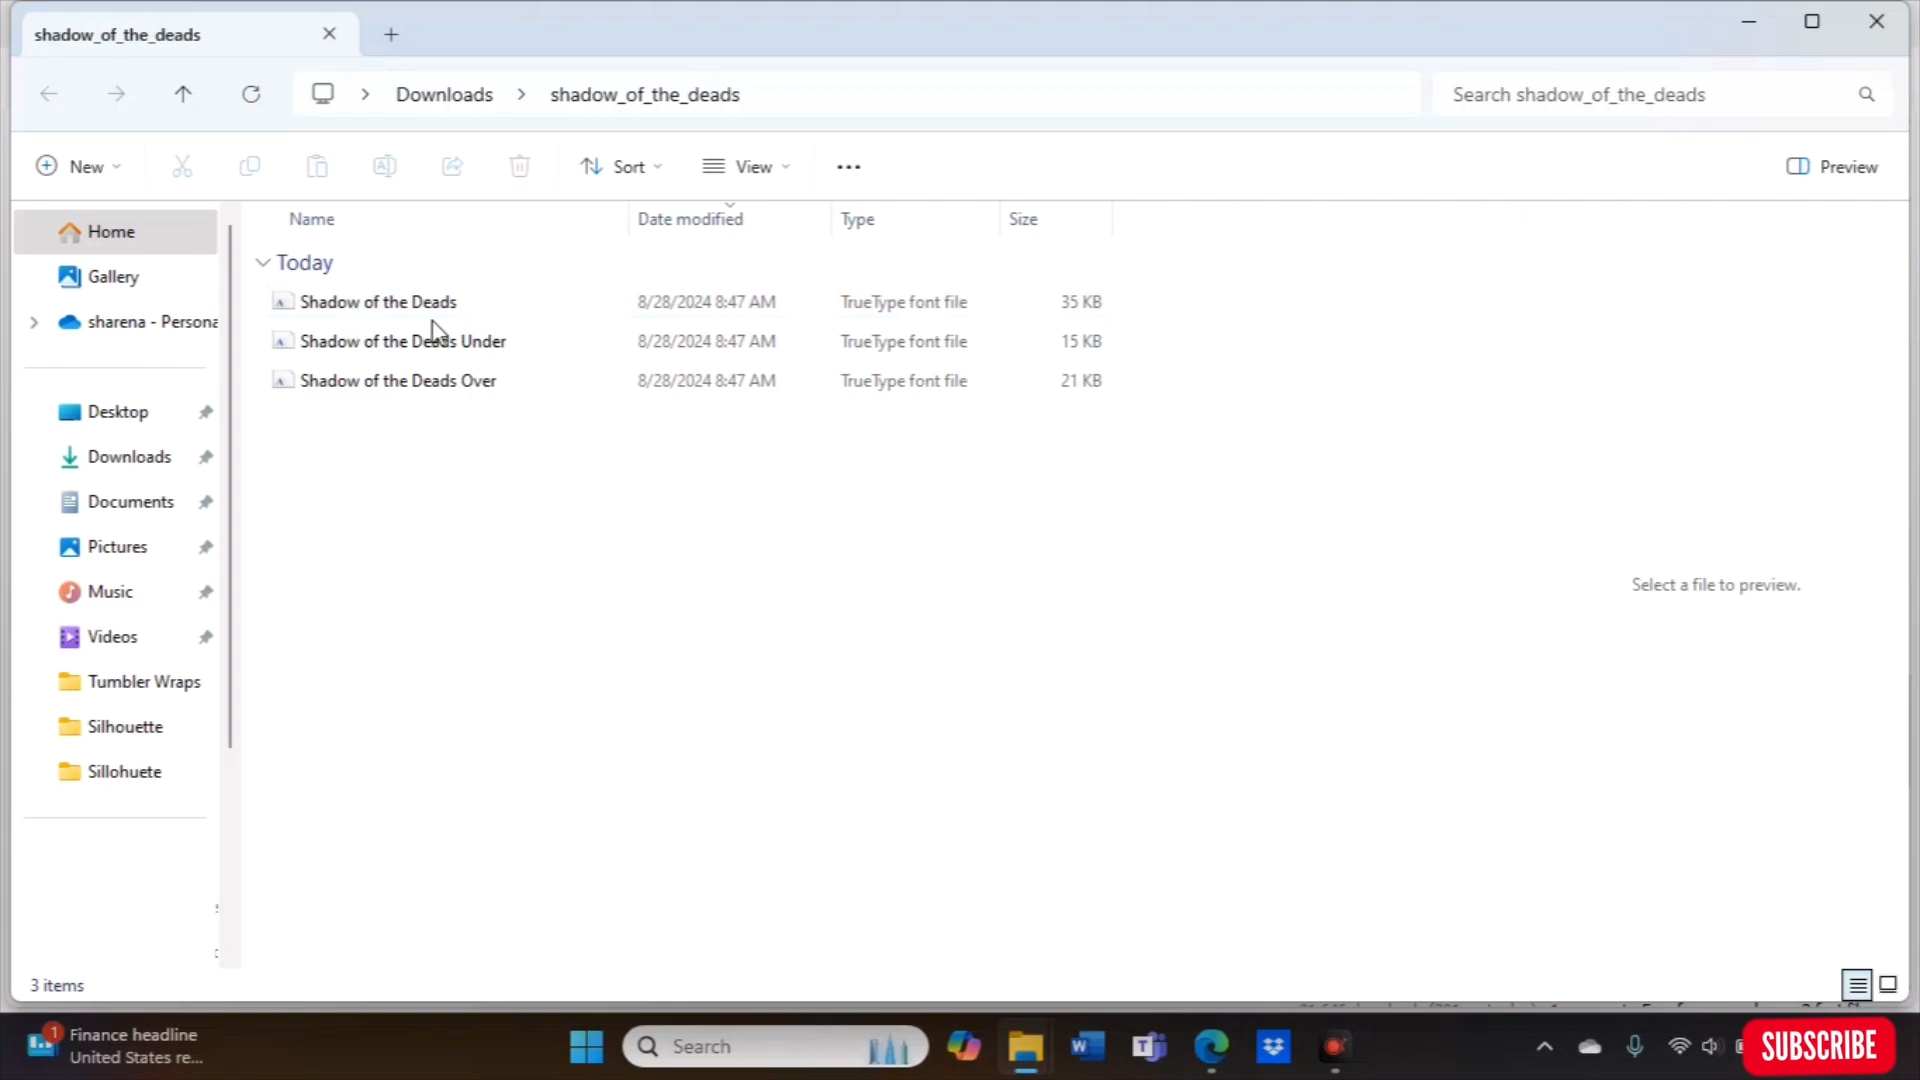 shadow_of_the_deads
Downloads > shadow_of_the_deads
Search shadow_of_the_deads
New
Sort
View
Preview
Name Date modified Type Size
Today
Shadow of the Deads 8/28/2024 8:47 AM TrueType font file 35 KB
Shadow of the Deads Under 8/28/2024 8:47 AM TrueType font file 15 KB
Shadow of the Deads Over 8/28/2024 8:47 AM TrueType font file 21 KB
Home
Gallery
sharena - Persona
Desktop
Downloads
Documents
Pictures
Music
Videos
Tumbler Wraps
Silhouette
Sillohuete
Select a file to preview.
3 items
1
Finance headline
United States re...
Search
SUBSCRIBE